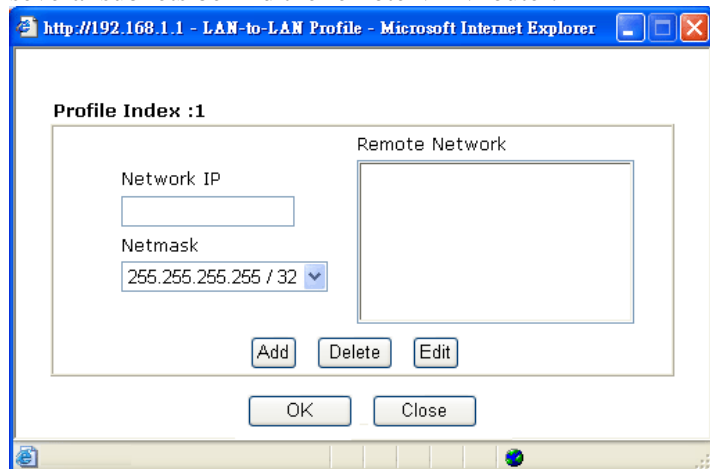 http://192.168.1.1 - LAN-to-LAN Profile - Microsoft Internet Explorer
Profile Index :1
Remote Network
Network IP
Netmask
255.255.255.255 / 32
Add Delete Edit
OK Close